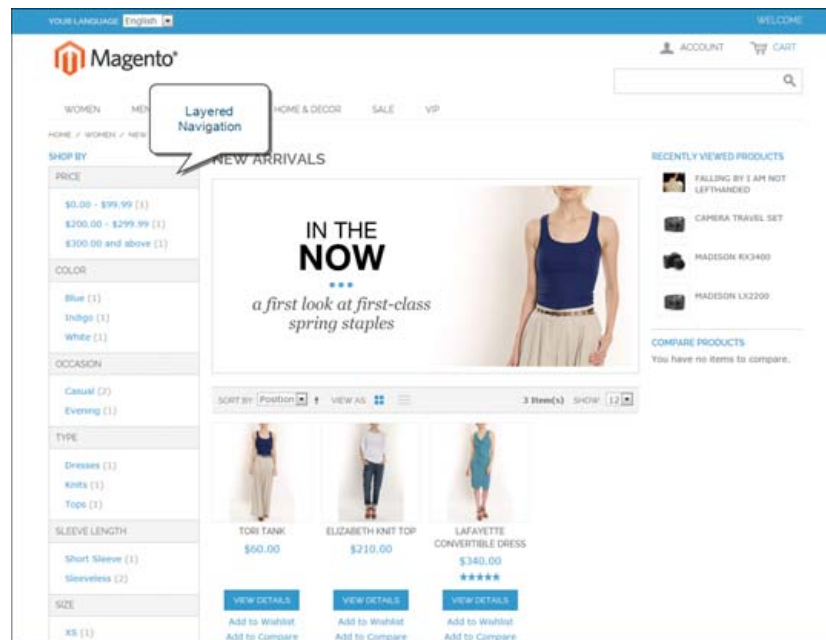 YOUR LANGUAGE: English
WELCOME
Magento®
ACCOUNT
CART
WOMEN
HOME & DECOR
SALE
VIP
Layered
Navigation
HOME / WOMEN / NEW
SHOP BY
PRICE
$0.00 - $99.99 (1)
$200.00 - $299.99 (1)
$300.00 and above (1)
COLOR
Blue (1)
Indigo (1)
White (1)
OCCASION
Casual (2)
Evening (1)
TYPE
Dresses (1)
Knits (1)
Tops (1)
SLEEVE LENGTH
Short Sleeve (1)
Sleeveless (2)
SIZE
XS (1)
NEW ARRIVALS
IN THE
NOW
a first look at first-class
spring staples
SORT BY Position
VIEW AS
3 Item(s)
SHOW 12
TORI TANK
$60.00
VIEW DETAILS
Add to Wishlist
Add to Compare
ELIZABETH KNIT TOP
$210.00
VIEW DETAILS
Add to Wishlist
Add to Compare
LAFAYETTE
CONVERTIBLE DRESS
$340.00
VIEW DETAILS
Add to Wishlist
Add to Compare
RECENTLY VIEWED PRODUCTS
FALLING BY I AM NOT
LEFTHANDED
CAMERA TRAVEL SET
MADISON RX3400
MADISON LX2200
COMPARE PRODUCTS
You have no items to compare.